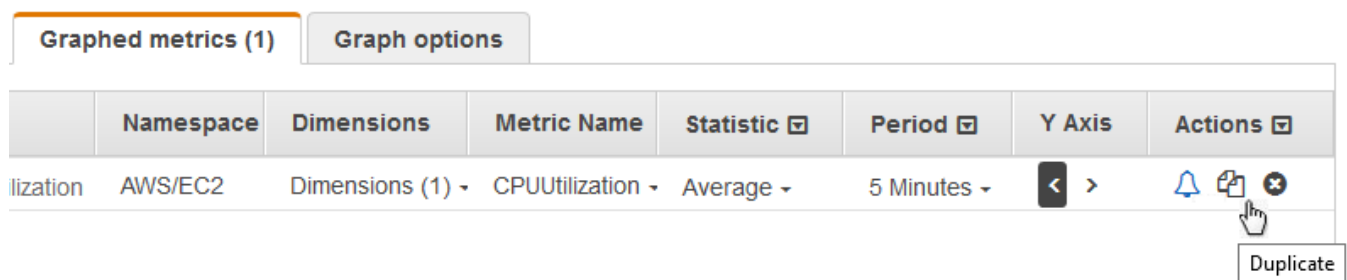 Graphed metrics (1) Graph options
Namespace Dimensions Metric Name Statistic Period Y Axis Actions
lization AWS/EC2 Dimensions (1) CPUUtilization Average 5 Minutes < >
Duplicate